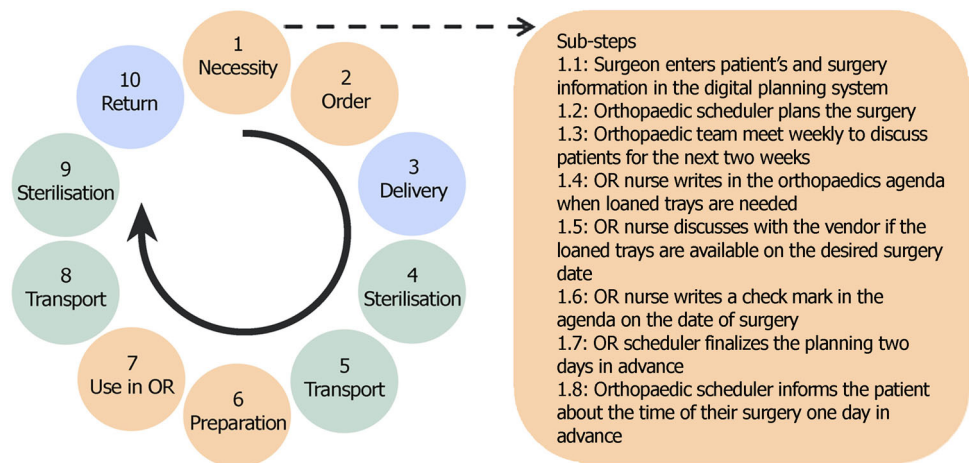 1
Necessity
2
Order
3
Delivery
4
Sterilisation
5
Transport
6
Preparation
7
Use in OR
8
Transport
9
Sterilisation
10
Return
Sub-steps
1.1: Surgeon enters patient’s and surgery
information in the digital planning system
1.2: Orthopaedic scheduler plans the surgery
1.3: Orthopaedic team meet weekly to discuss
patients for the next two weeks
1.4: OR nurse writes in the orthopaedics agenda
when loaned trays are needed
1.5: OR nurse discusses with the vendor if the
loaned trays are available on the desired surgery
date
1.6: OR nurse writes a check mark in the
agenda on the date of surgery
1.7: OR scheduler finalizes the planning two
days in advance
1.8: Orthopaedic scheduler informs the patient
about the time of their surgery one day in
advance